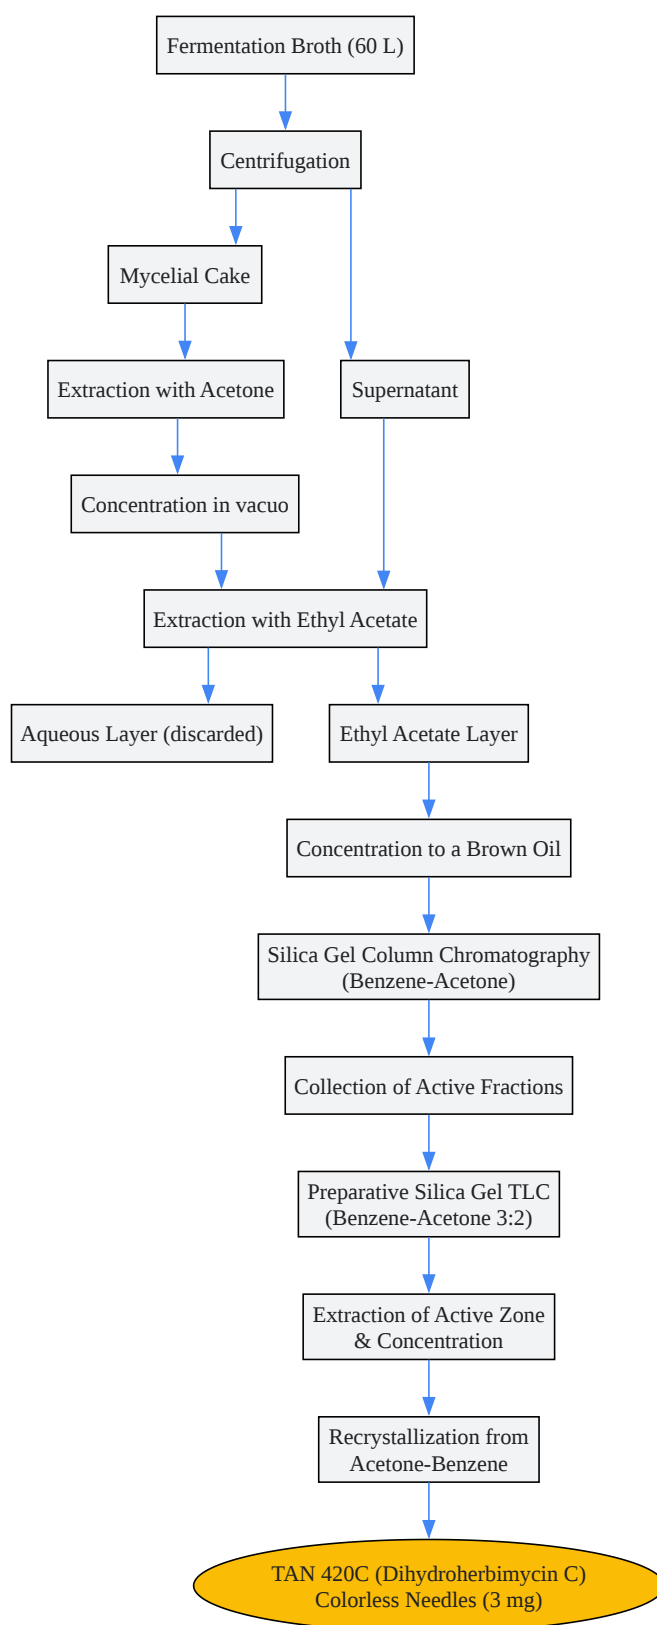 Fermentation Broth (60 L)
Centrifugation
Mycelial Cake
Extraction with Acetone
Supernatant
Concentration in vacuo
Extraction with Ethyl Acetate
Aqueous Layer (discarded)
Ethyl Acetate Layer
Concentration to a Brown Oil
Silica Gel Column Chromatography
(Benzene-Acetone)
Collection of Active Fractions
Preparative Silica Gel TLC
(Benzene-Acetone 3:2)
Extraction of Active Zone
& Concentration
Recrystallization from
Acetone-Benzene
TAN 420C (Dihydroherbimycin C)
Colorless Needles (3 mg)